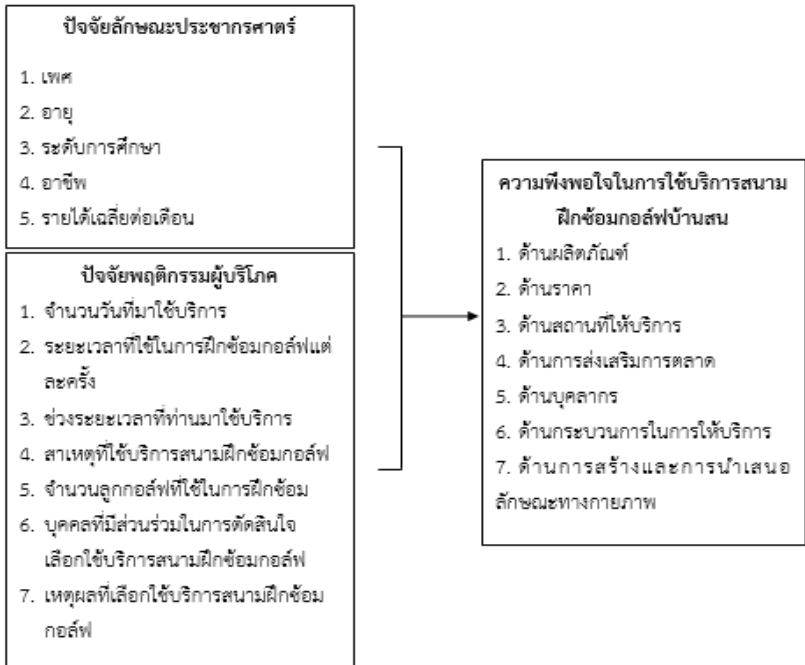 ปัจจัยลักษณะประชากรศาตร์
1. เพศ
2. อายุ
3. ระดับการศึกษา
4. อาชีพ
5. รายได้เฉลี่ยต่อเดือน
ปัจจัยพฤติกรรมผู้บริโภค
1. จำนวนวันที่มาใช้บริการ
2. ระยะเวลาที่ใช้ในการฝึกซ้อมกอล์ฟแต่
ละครั้ง
3. ช่วงระยะเวลาที่ท่านมาใช้บริการ
4. สาเหตุที่ใช้บริการสนามฝึกซ้อมกอล์ฟ
5. จำนวนลูกกอล์ฟที่ใช้ในการฝึกซ้อม
6. บุคคลที่มีส่วนร่วมในการตัดสินใจ
เลือกใช้บริการสนามฝึกซ้อมกอล์ฟ
7. เหตุผลที่เลือกใช้บริการสนามฝึกซ้อม
กอล์ฟ
ความพึงพอใจในการใช้บริการสนาม
ฝึกซ้อมกอล์ฟบ้านสน
1. ด้านผลิตภัณฑ์
2. ด้านราคา
3. ด้านสถานที่ให้บริการ
4. ด้านการส่งเสริมการตลาด
5. ด้านบุคลากร
6. ด้านกระบวนการในการให้บริการ
7. ด้านการสร้างและการนำเสนอ
ลักษณะทางกายภาพ